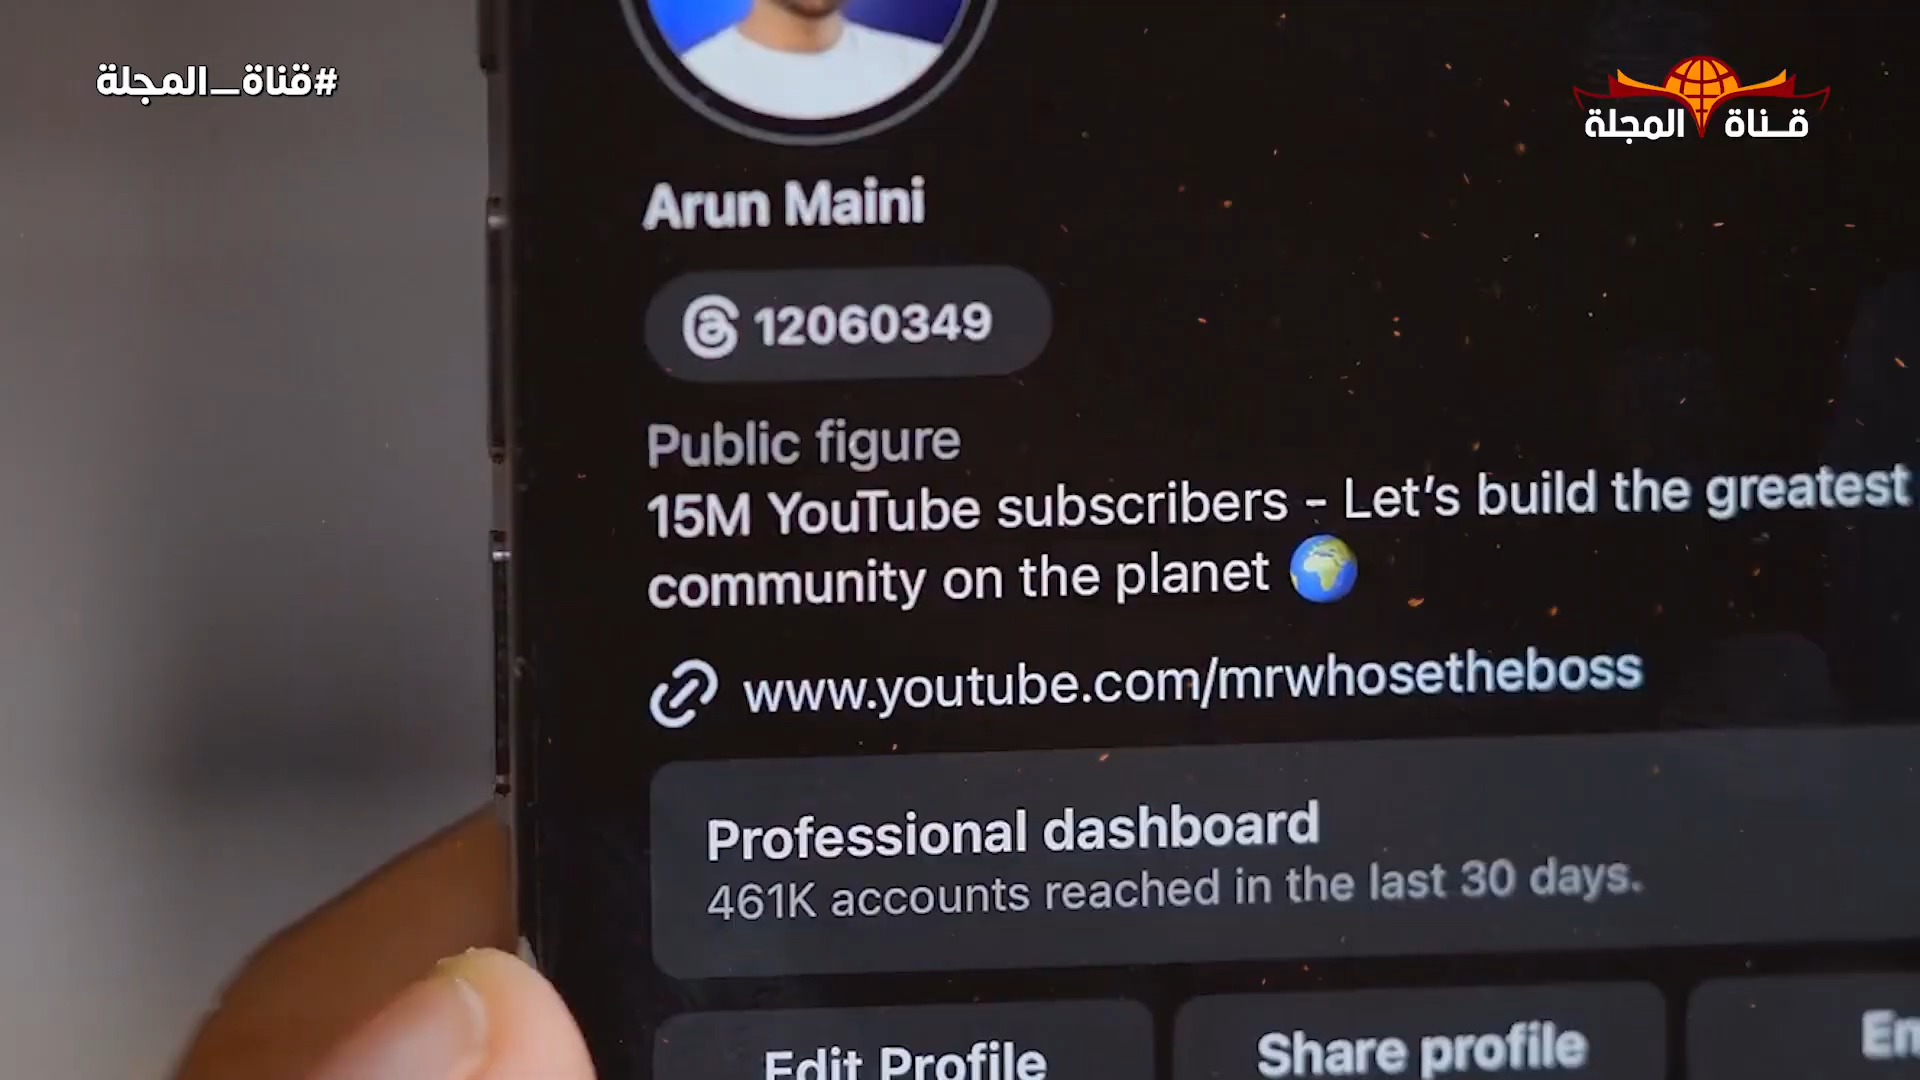 #قناة_المجلة
قناة المجلة
Arun Maini
12060349
Public figure
15M YouTube subscribers - Let's build the greatest
community on the planet 🌍
www.youtube.com/mrwhosetheboss
Professional dashboard
461K accounts reached in the last 30 days.
Edit Profile
Share profile